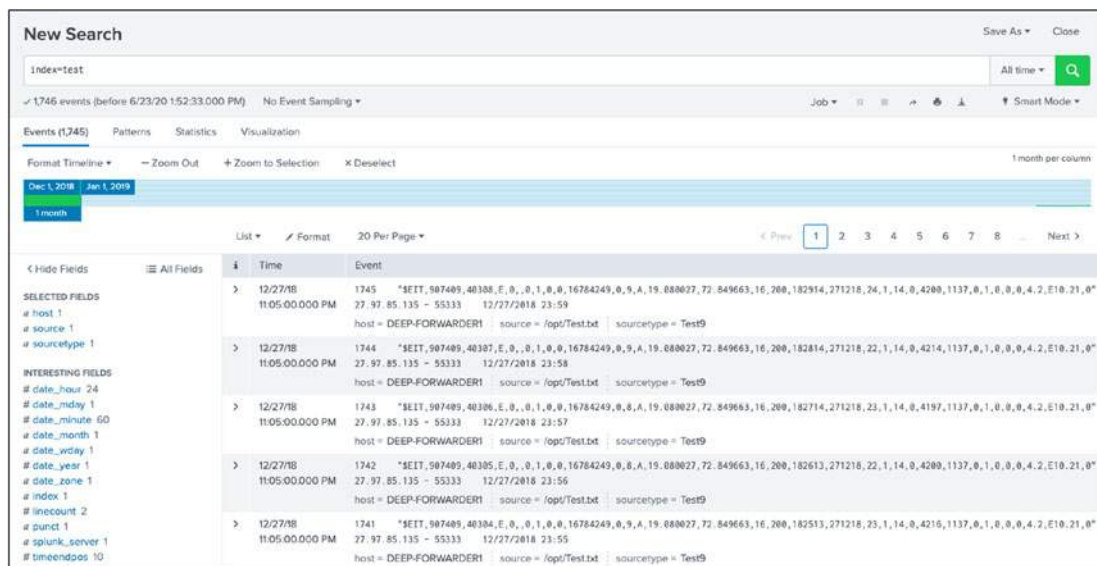 New Search
Save As ▾ Close
index=test
All time ▾
✓ 1,746 events (before 6/23/20 1:52:33.000 PM) No Event Sampling ▾
Job ▾
Smart Mode ▾
Events (1,745) Patterns Statistics Visualization
Format Timeline ▾ — Zoom Out + Zoom to Selection × Deselect
1 month per column
Dec 1, 2018 Jan 1, 2019
1 month
List ▾ Format 20 Per Page ▾
< Prev 1 2 3 4 5 6 7 8 ... Next >
< Hide Fields All Fields
SELECTED FIELDS
a host 1
a source 1
a sourcetype 1
INTERESTING FIELDS
# date_hour 24
# date_mday 1
# date_minute 60
a date_month 1
a date_wday 1
# date_year 1
a date_zone 1
a index 1
# linecount 2
a punct 1
a splunk_server 1
# timeendpos 10
i Time Event
> 12/27/18
11:05:00.000 PM
1745 "$EIT,907409,40308,E,0,,0,1,0,0,16784249,0,9,A,19.080027,72.849663,16,200,182914,271218,24,1,14,0,4200,1137,0,1,0,0,0,4.2,E10.21,0"
27.97.85.135 - 55333 12/27/2018 23:59
host = DEEP-FORWARDER1 source = /opt/Test.txt sourcetype = Test9
> 12/27/18
11:05:00.000 PM
1744 "$EIT,907409,40307,E,0,,0,1,0,0,16784249,0,9,A,19.080027,72.849663,16,200,182814,271218,22,1,14,0,4214,1137,0,1,0,0,0,4.2,E10.21,0"
27.97.85.135 - 55333 12/27/2018 23:58
host = DEEP-FORWARDER1 source = /opt/Test.txt sourcetype = Test9
> 12/27/18
11:05:00.000 PM
1743 "$EIT,907409,40306,E,0,,0,1,0,0,16784249,0,8,A,19.080027,72.849663,16,200,182714,271218,23,1,14,0,4197,1137,0,1,0,0,0,4.2,E10.21,0"
27.97.85.135 - 55333 12/27/2018 23:57
host = DEEP-FORWARDER1 source = /opt/Test.txt sourcetype = Test9
> 12/27/18
11:05:00.000 PM
1742 "$EIT,907409,40305,E,0,,0,1,0,0,16784249,0,8,A,19.080027,72.849663,16,200,182613,271218,22,1,14,0,4200,1137,0,1,0,0,0,4.2,E10.21,0"
27.97.85.135 - 55333 12/27/2018 23:56
host = DEEP-FORWARDER1 source = /opt/Test.txt sourcetype = Test9
> 12/27/18
11:05:00.000 PM
1741 "$EIT,907409,40304,E,0,,0,1,0,0,16784249,0,9,A,19.080027,72.849663,16,200,182513,271218,23,1,14,0,4216,1137,0,1,0,0,0,4.2,E10.21,0"
27.97.85.135 - 55333 12/27/2018 23:55
host = DEEP-FORWARDER1 source = /opt/Test.txt sourcetype = Test9